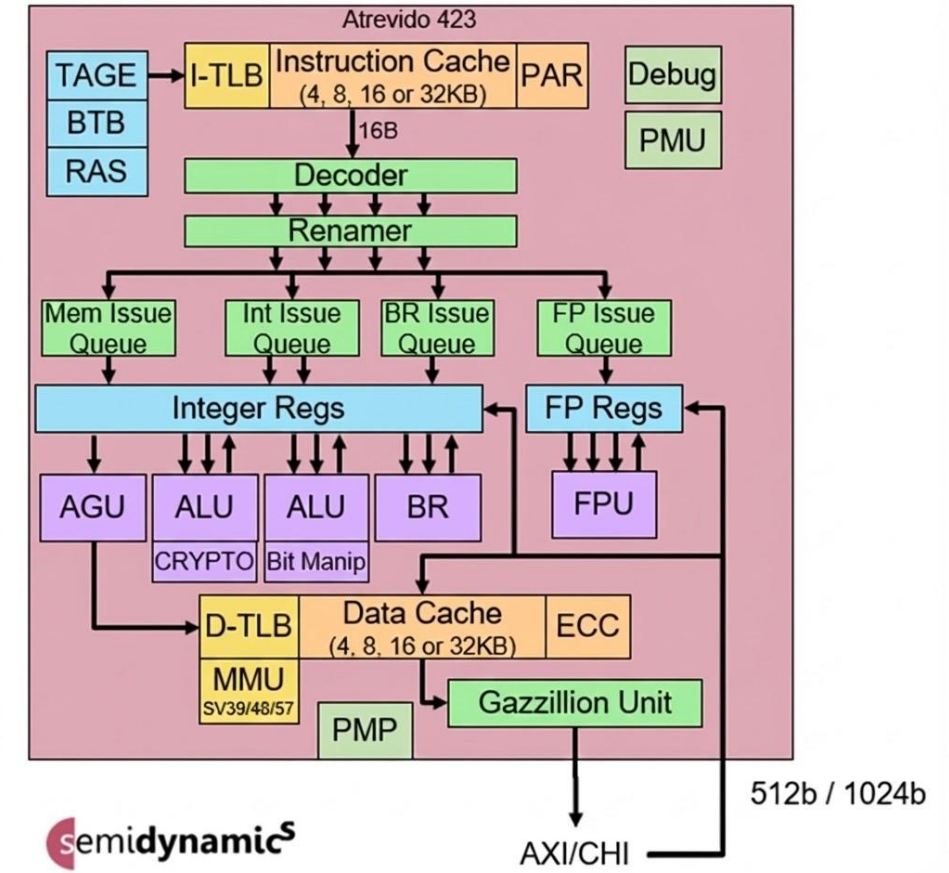 Atrevido 423
TAGE
I-TLB
Instruction Cache
(4, 8, 16 or 32KB)
PAR
Debug
BTB
16B
PMU
RAS
Decoder
Renamer
Mem Issue
Queue
Int Issue
Queue
BR Issue
Queue
FP Issue
Queue
Integer Regs
FP Regs
AGU
ALU
ALU
BR
FPU
CRYPTO
Bit Manip
D-TLB
Data Cache
(4, 8, 16 or 32KB)
ECC
MMU
SV39/48/57
Gazzillion Unit
PMP
512b / 1024b
semidynamics
AXI/CHI